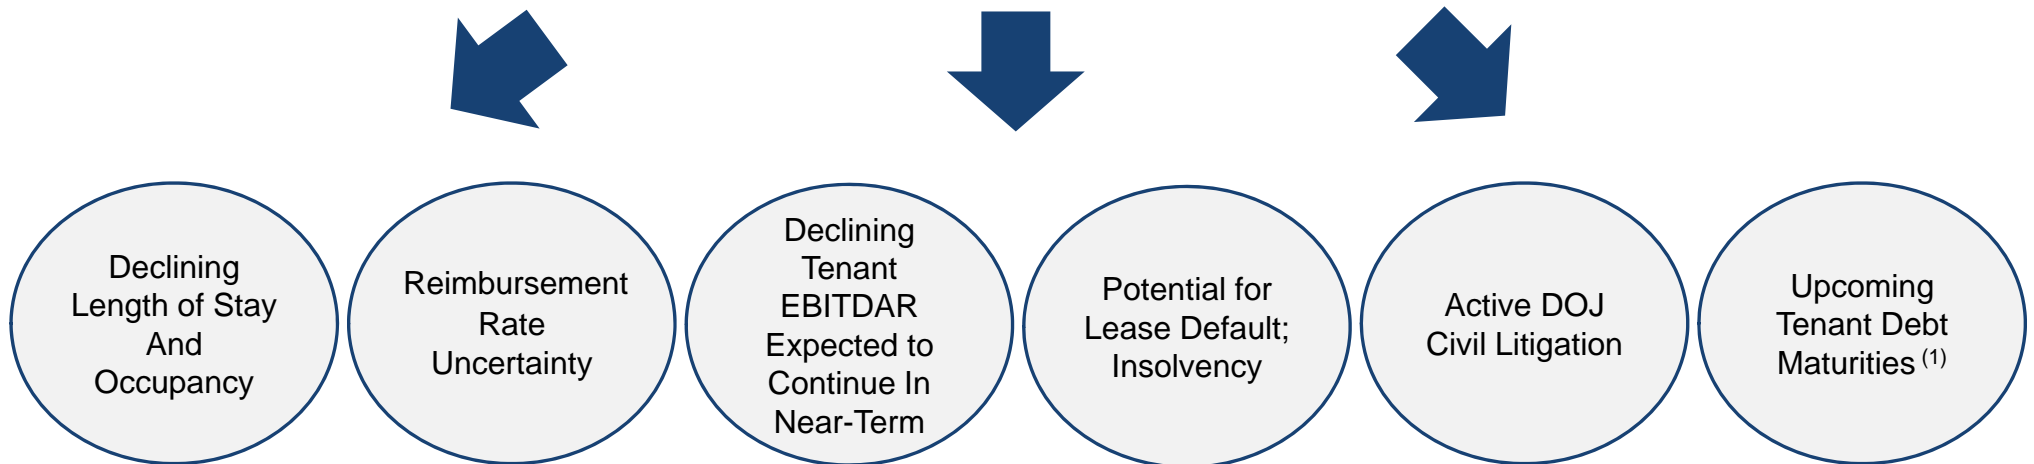 Declining
Length of Stay
And
Occupancy
Reimbursement
Rate
Uncertainty
Declining
Tenant
EBITDAR
Expected to
Continue In
Near-Term
Potential for
Lease Default;
Insolvency
Active DOJ
Civil Litigation
Upcoming
Tenant Debt
Maturities (1)